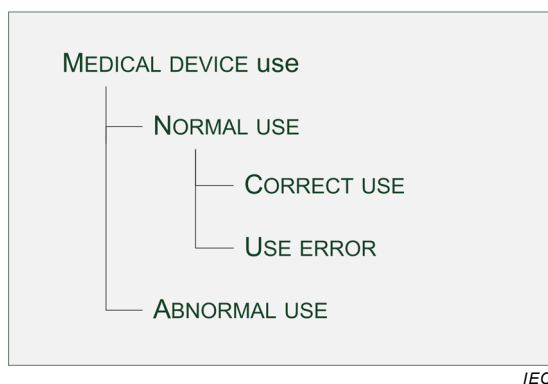 MEDICAL DEVICE use
NORMAL USE
CORRECT USE
USE ERROR
ABNORMAL USE
IEC